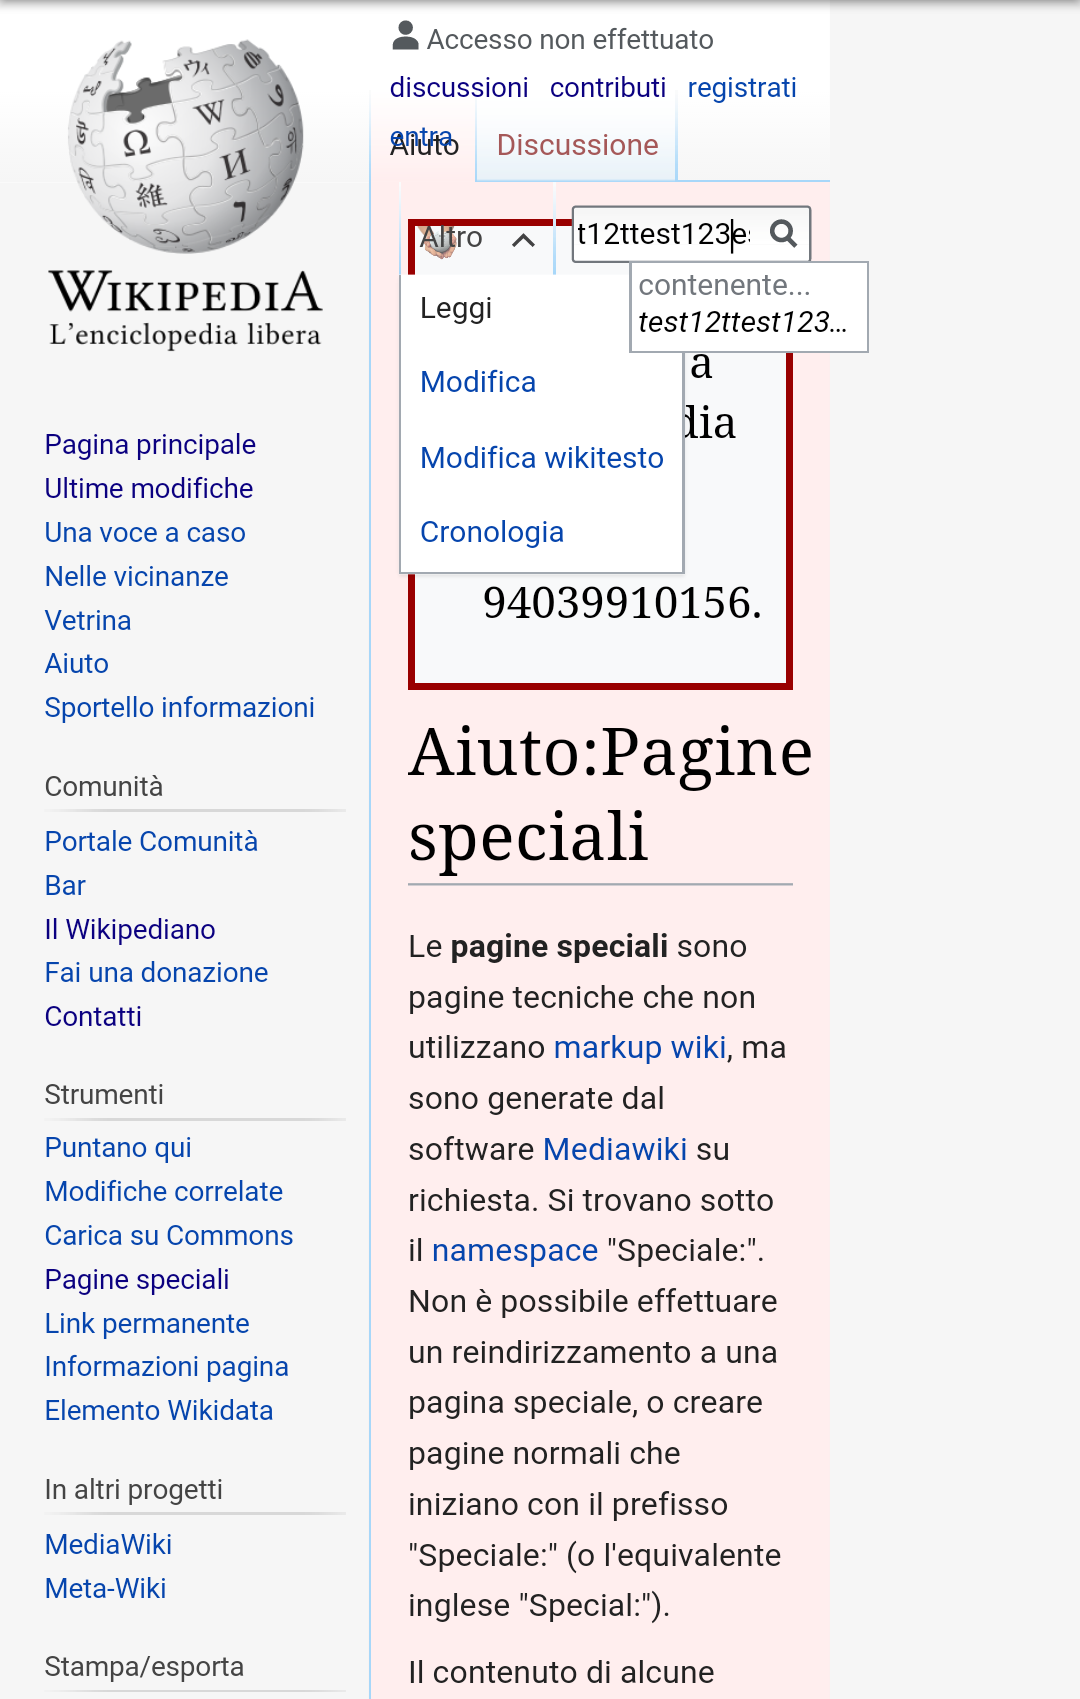 WIKIPEDIA
L'enciclopedia libera
Accesso non effettuato
discussioni contributi registrati
entra
Aiuto Discussione
Altro
t12ttest123e
contenente...
test12ttest123...
Leggi
Modifica
Modifica wikitesto
Cronologia
a
dia
94039910156.
Pagina principale
Ultime modifiche
Una voce a caso
Nelle vicinanze
Vetrina
Aiuto
Sportello informazioni
Comunità
Portale Comunità
Bar
Il Wikipediano
Fai una donazione
Contatti
Strumenti
Puntano qui
Modifiche correlate
Carica su Commons
Pagine speciali
Link permanente
Informazioni pagina
Elemento Wikidata
In altri progetti
MediaWiki
Meta-Wiki
Stampa/esporta
Aiuto:Pagine
speciali
Le pagine speciali sono
pagine tecniche che non
utilizzano markup wiki, ma
sono generate dal
software Mediawiki su
richiesta. Si trovano sotto
il namespace "Speciale:".
Non è possibile effettuare
un reindirizzamento a una
pagina speciale, o creare
pagine normali che
iniziano con il prefisso
"Speciale:" (o l'equivalente
inglese "Special:").
Il contenuto di alcune